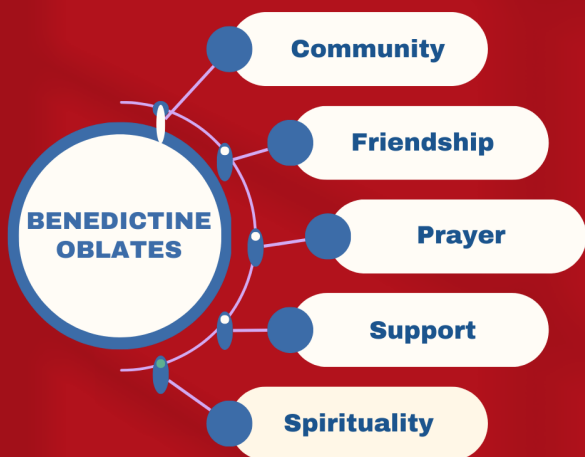 BENEDICTINE
OBLATES
Community
Friendship
Prayer
Support
Spirituality